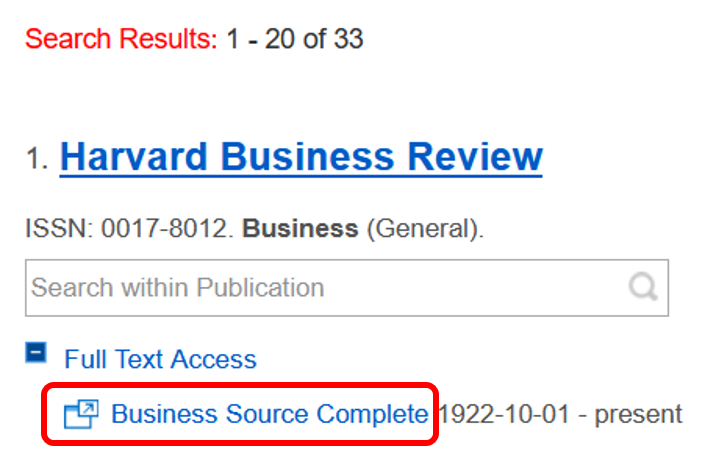 Search Results: 1 - 20 of 33
1. Harvard Business Review
ISSN: 0017-8012. Business (General).
Search within Publication
Full Text Access
Business Source Complete 1922-10-01 - present